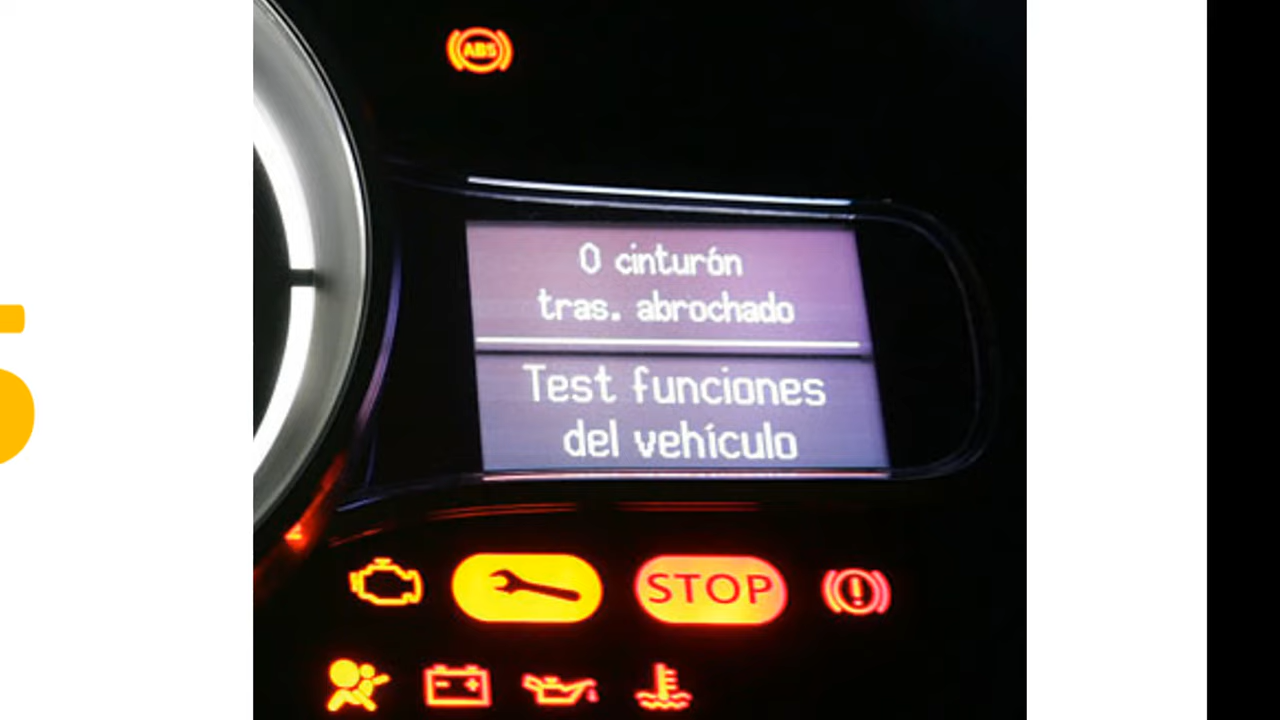 ABS
0 cinturón
tras. abrochado
Test funciones
del vehículo
STOP